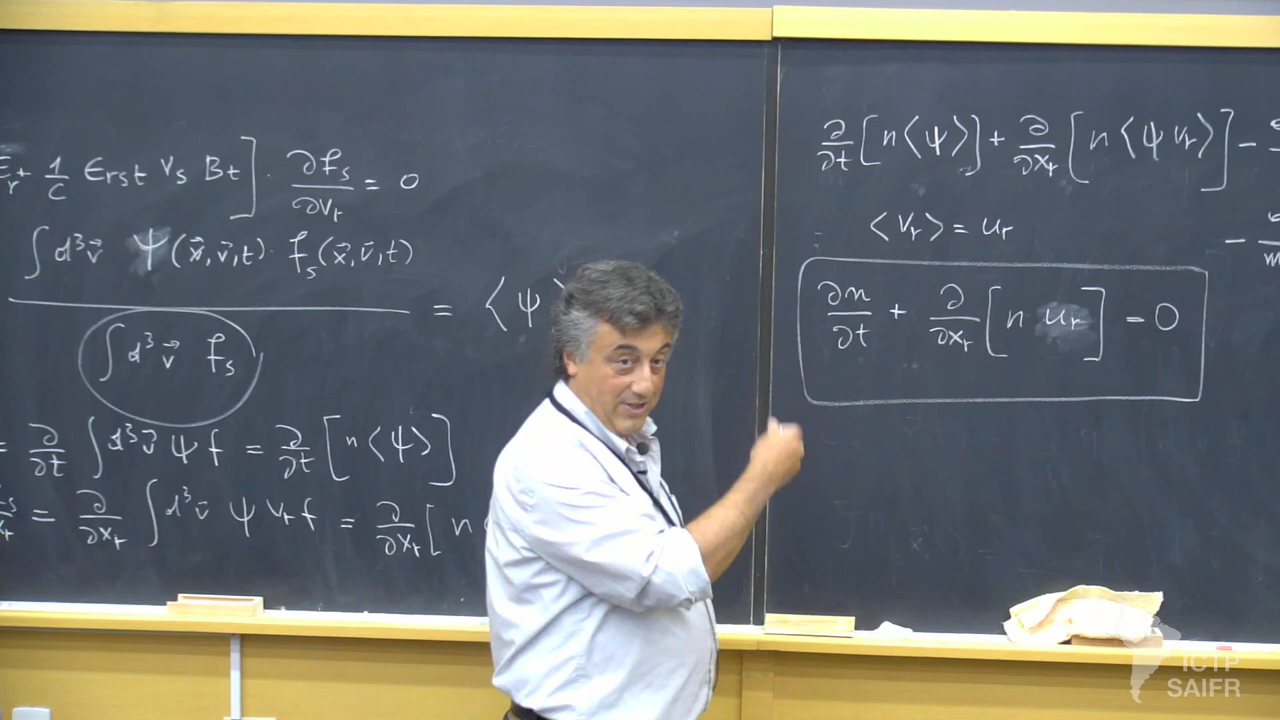 E_r + 1/c ε_rst v_s B_t ] · ∂f_s/∂v_r = 0
∫ d³v⃗ ψ(x⃗, v⃗, t) · f_s(x⃗, v⃗, t)
= ⟨ψ⟩
∫ d³v⃗ f_s
= ∂/∂t ∫ d³v⃗ ψ f = ∂/∂t [n⟨ψ⟩]
= ∂/∂x_r ∫ d³v⃗ ψ v_r f = ∂/∂x_r [ n
∂/∂t [n⟨ψ⟩] + ∂/∂x_r [n⟨ψ v_r⟩] -
⟨v_r⟩ = u_r
∂n/∂t + ∂/∂x_r [n u_r] = 0
ICTP
SAIFR